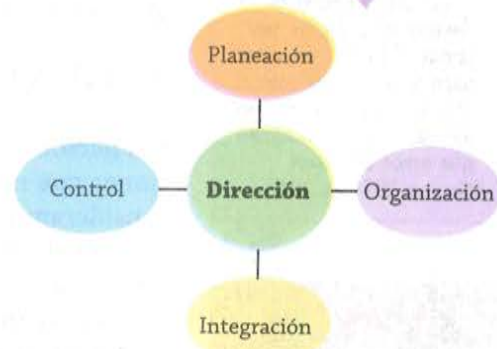 Planeación
Control
Dirección
Organización
Integración